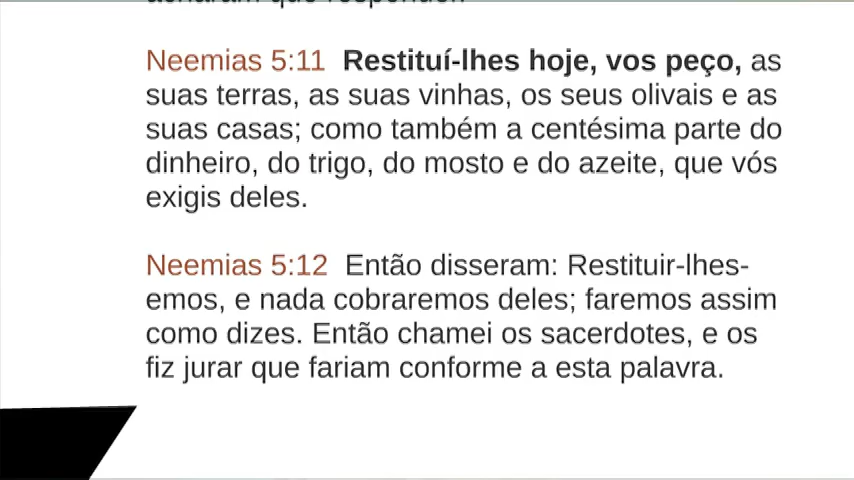 Neemias 5:11 Restituí-lhes hoje, vos peço, as
suas terras, as suas vinhas, os seus olivais e as
suas casas; como também a centésima parte do
dinheiro, do trigo, do mosto e do azeite, que vós
exigis deles.
Neemias 5:12 Então disseram: Restituir-lhes-
emos, e nada cobraremos deles; faremos assim
como dizes. Então chamei os sacerdotes, e os
fiz jurar que fariam conforme a esta palavra.